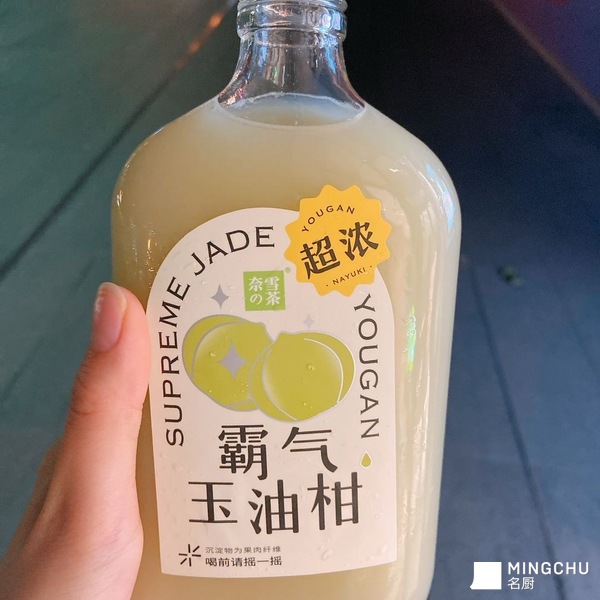 SUPREME JADE YOUGAN
YOUGAN
超浓
· NAYUKI ·
奈雪
の茶
霸气
玉油柑
沉淀物为果肉纤维
喝前请摇一摇
MINGCHU
名厨